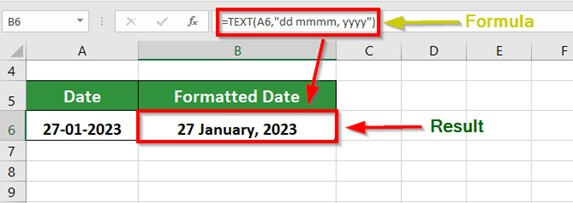 B6 =TEXT(A6,"dd mmmm, yyyy") Formula
A B C D E F
4
5 Date Formatted Date
6 27-01-2023 27 January, 2023 Result
7
8
9